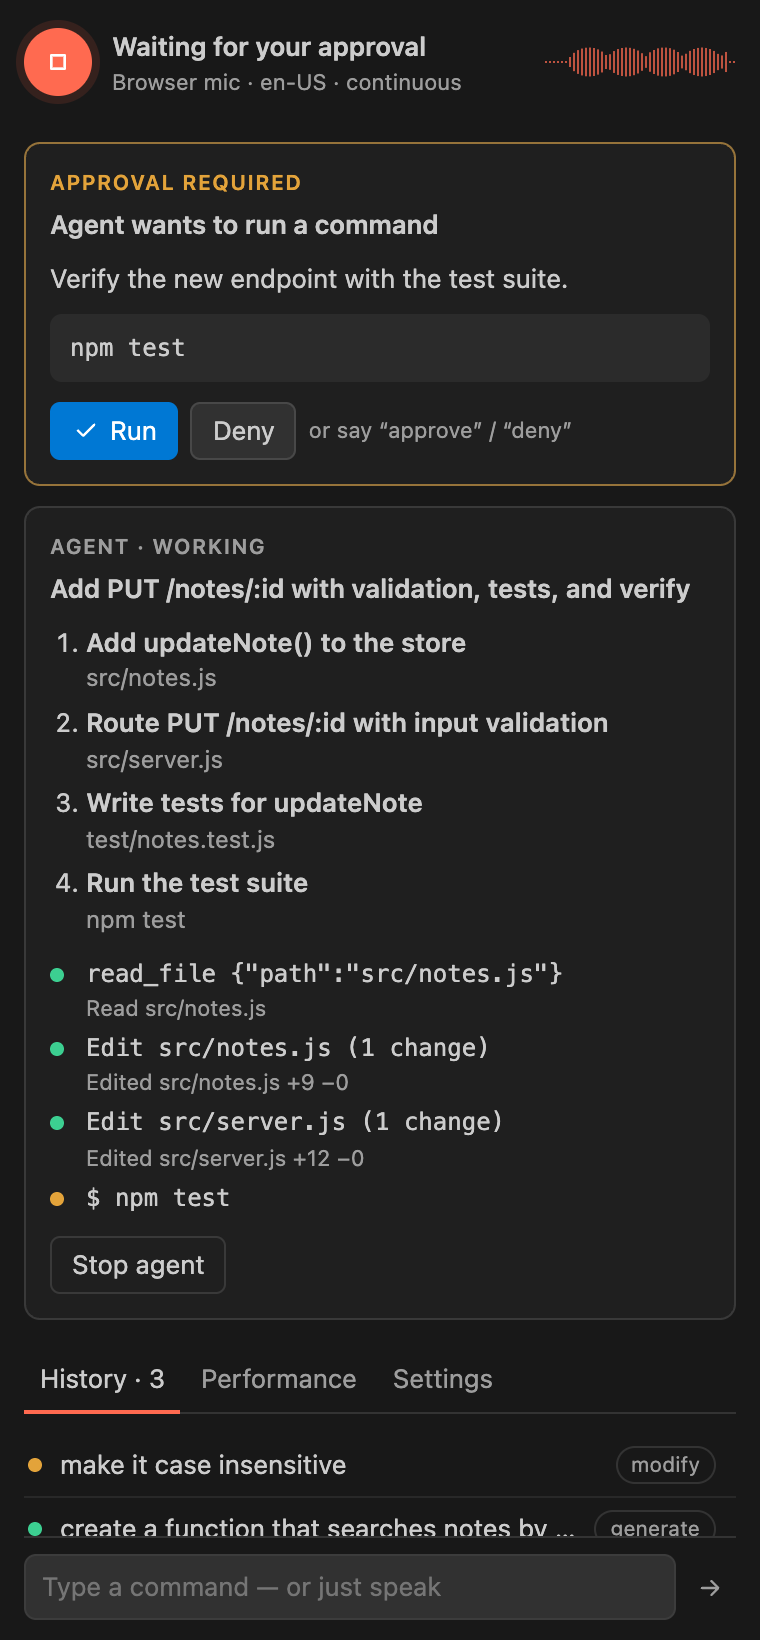 Waiting for your approval
Browser mic · en-US · continuous
APPROVAL REQUIRED
Agent wants to run a command
Verify the new endpoint with the test suite.
npm test
Run
Deny
or say “approve” / “deny”
AGENT · WORKING
Add PUT /notes/:id with validation, tests, and verify
1. Add updateNote() to the store
src/notes.js
2. Route PUT /notes/:id with input validation
src/server.js
3. Write tests for updateNote
test/notes.test.js
4. Run the test suite
npm test
read_file {"path":"src/notes.js"}
Read src/notes.js
Edit src/notes.js (1 change)
Edited src/notes.js +9 −0
Edit src/server.js (1 change)
Edited src/server.js +12 −0
$ npm test
Stop agent
History · 3
Performance
Settings
make it case insensitive
modify
create a function that searches notes by ...
generate
Type a command — or just speak